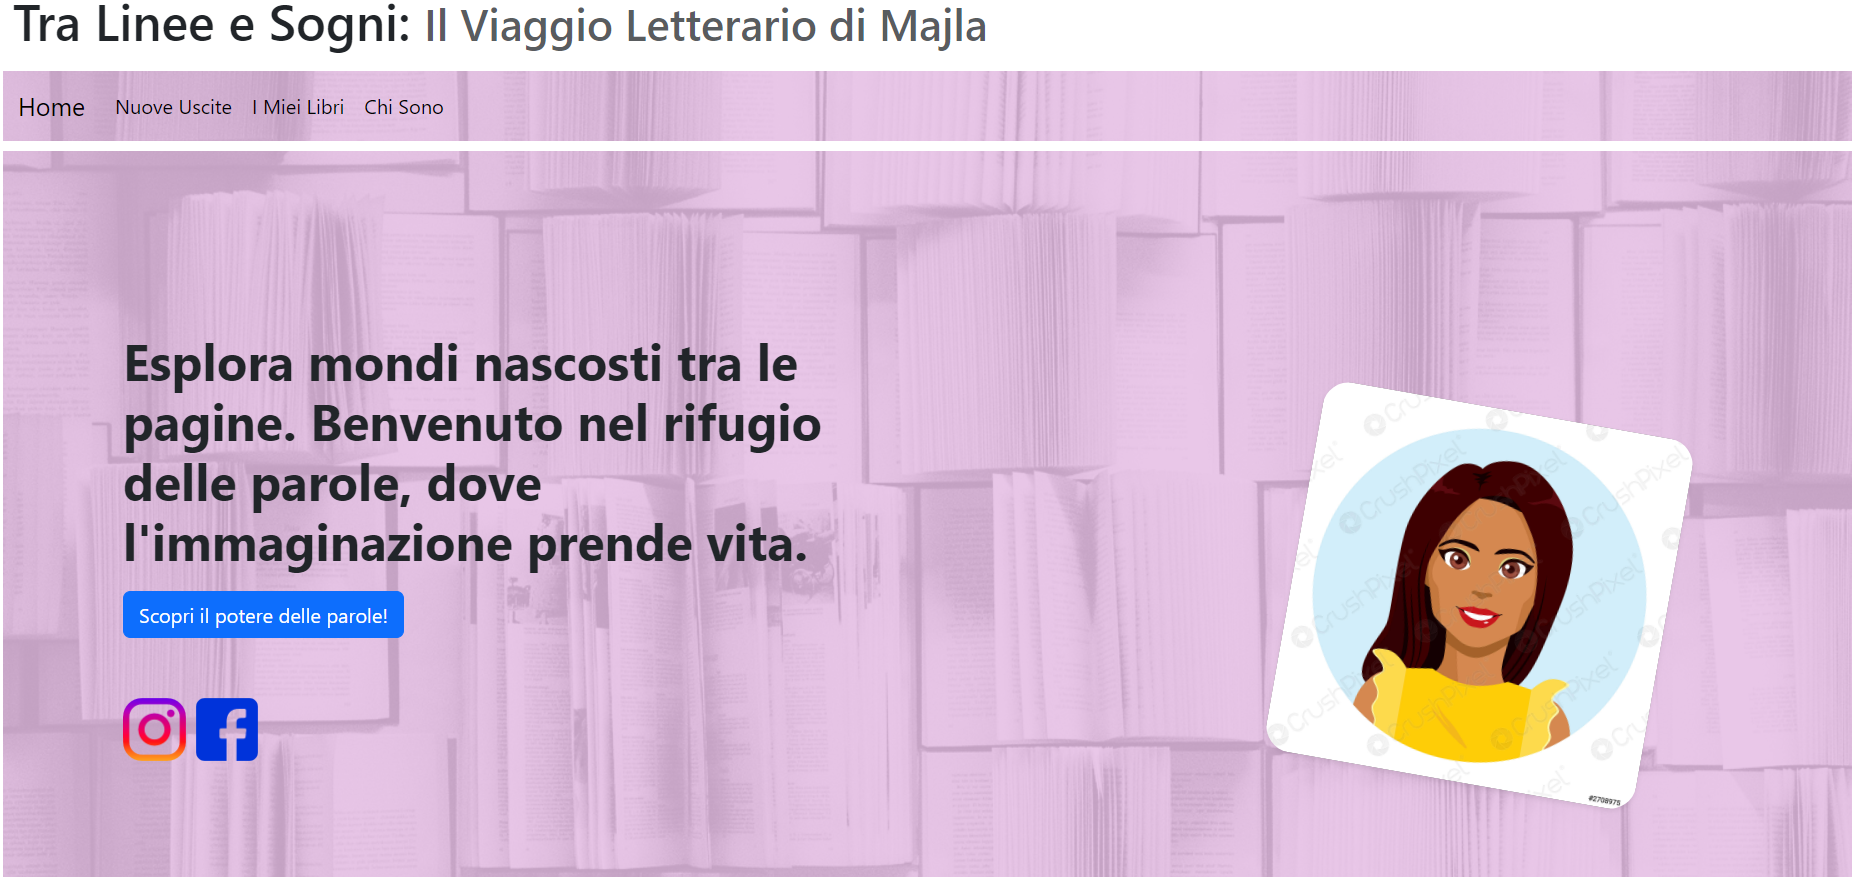 Tra Linee e Sogni: Il Viaggio Letterario di Majla
Home Nuove Uscite I Miei Libri Chi Sono
Esplora mondi nascosti tra le
pagine. Benvenuto nel rifugio
delle parole, dove
l'immaginazione prende vita.
Scopri il potere delle parole!
CrushPixel
#2708975